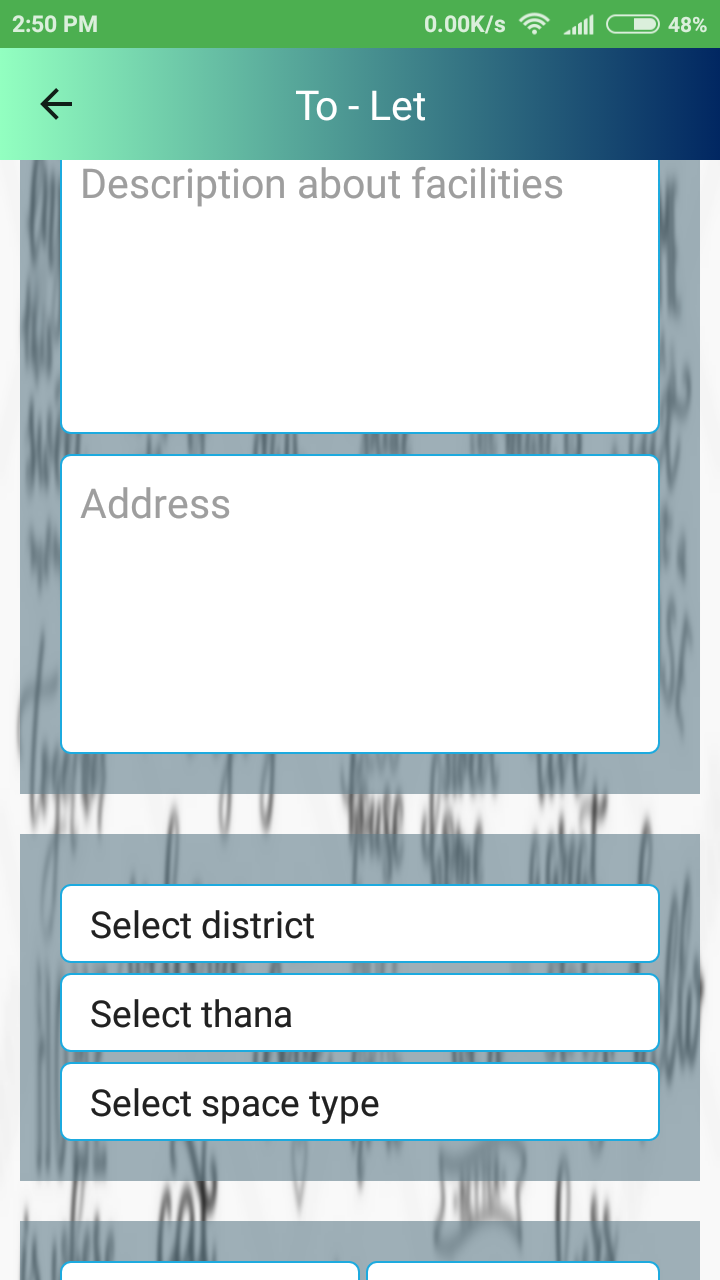 2:50 PM 0.00K/s 48%
To - Let
Description about facilities
Address
Select district
Select thana
Select space type